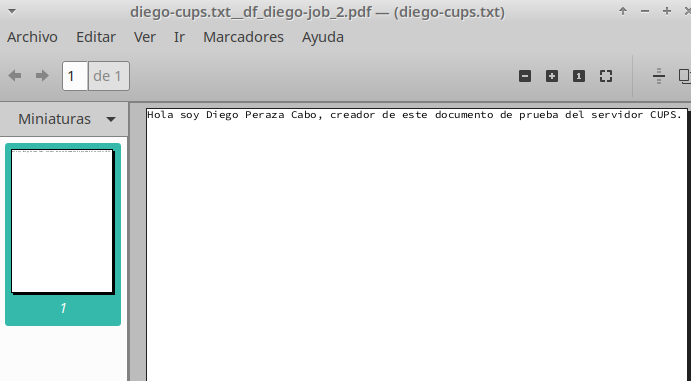 diego-cups.txt__df_diego-job_2.pdf — (diego-cups.txt)
Archivo Editar Ver Ir Marcadores Ayuda
1 de 1
1
Miniaturas
Hola soy Diego Peraza Cabo, creador de este documento de prueba del servidor CUPS.
1